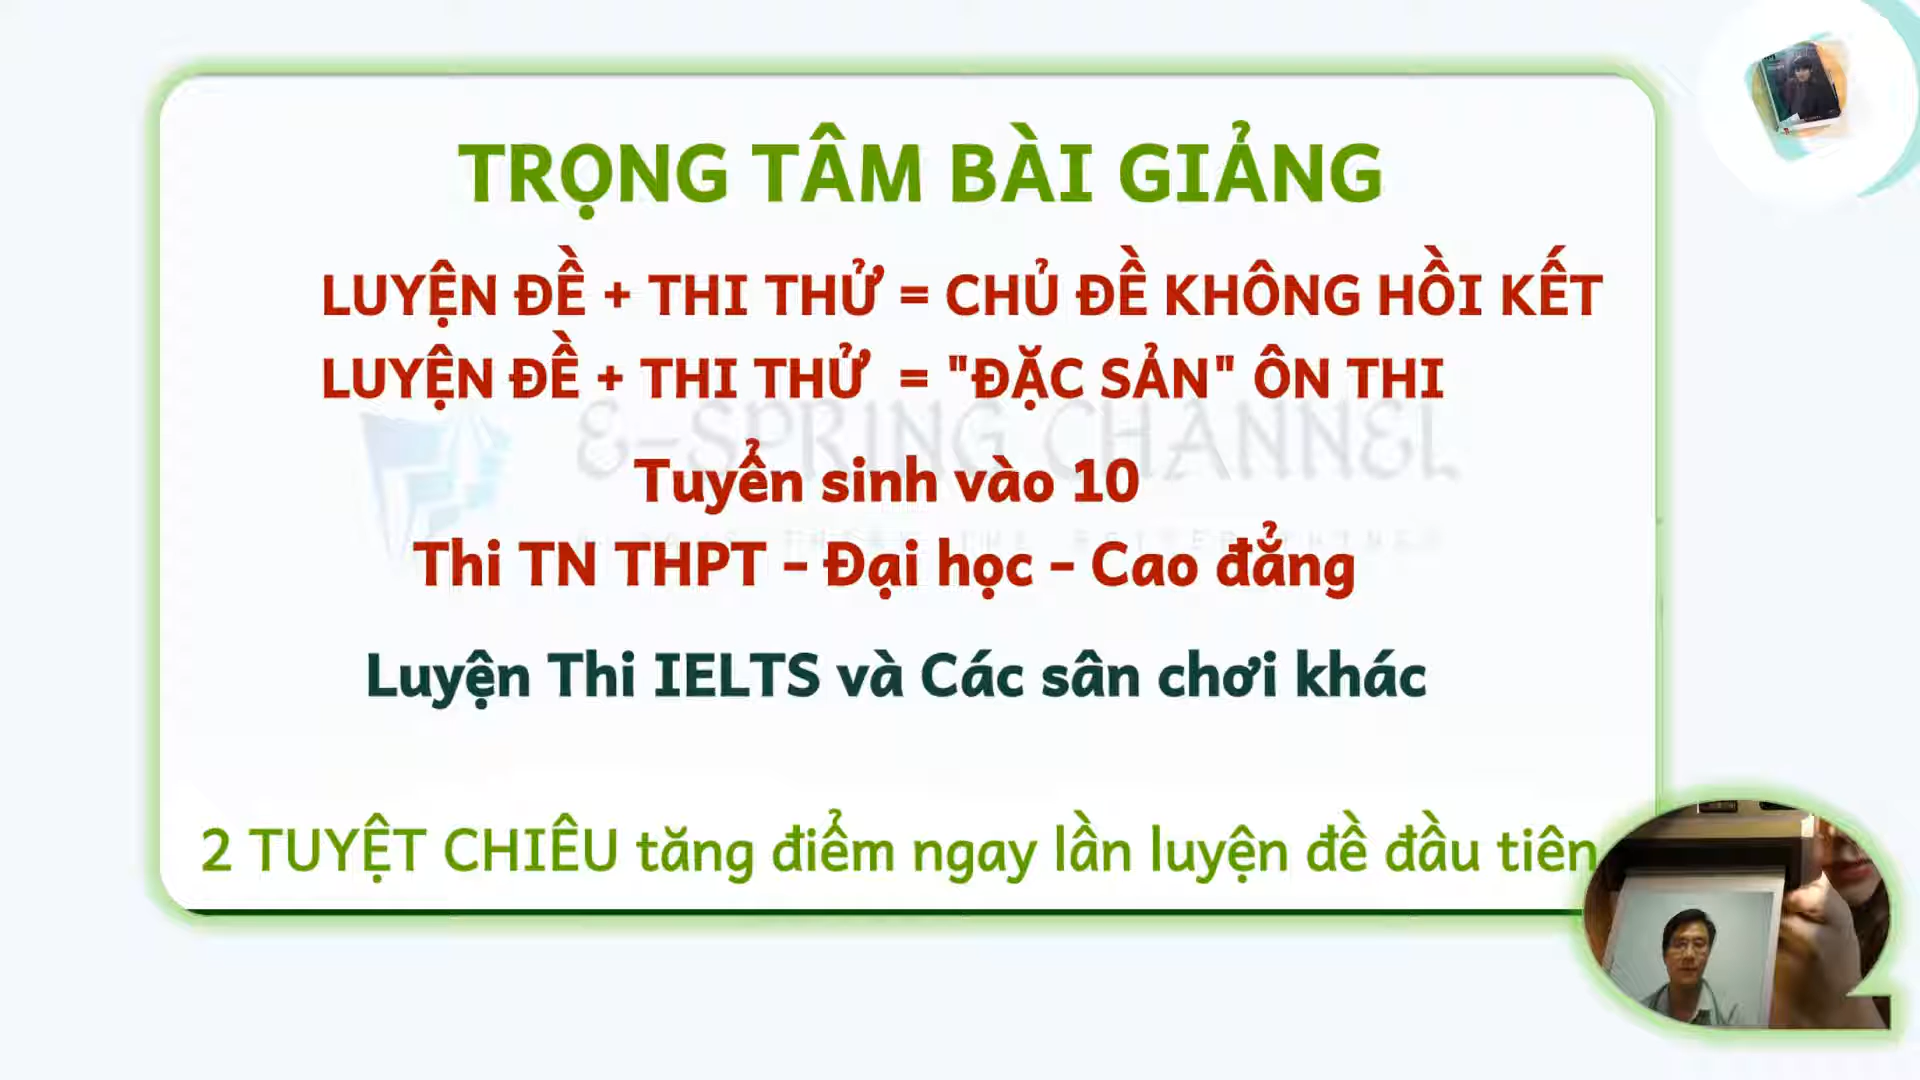 TRỌNG TÂM BÀI GIẢNG
LUYỆN ĐỀ + THI THỬ = CHỦ ĐỀ KHÔNG HỒI KẾT
LUYỆN ĐỀ + THI THỬ = "ĐẶC SẢN" ÔN THI
E-SPRING CHANNEL
Tuyển sinh vào 10
Thi TN THPT - Đại học - Cao đẳng
Luyện Thi IELTS và Các sân chơi khác
2 TUYỆT CHIÊU tăng điểm ngay lần luyện đề đầu tiên